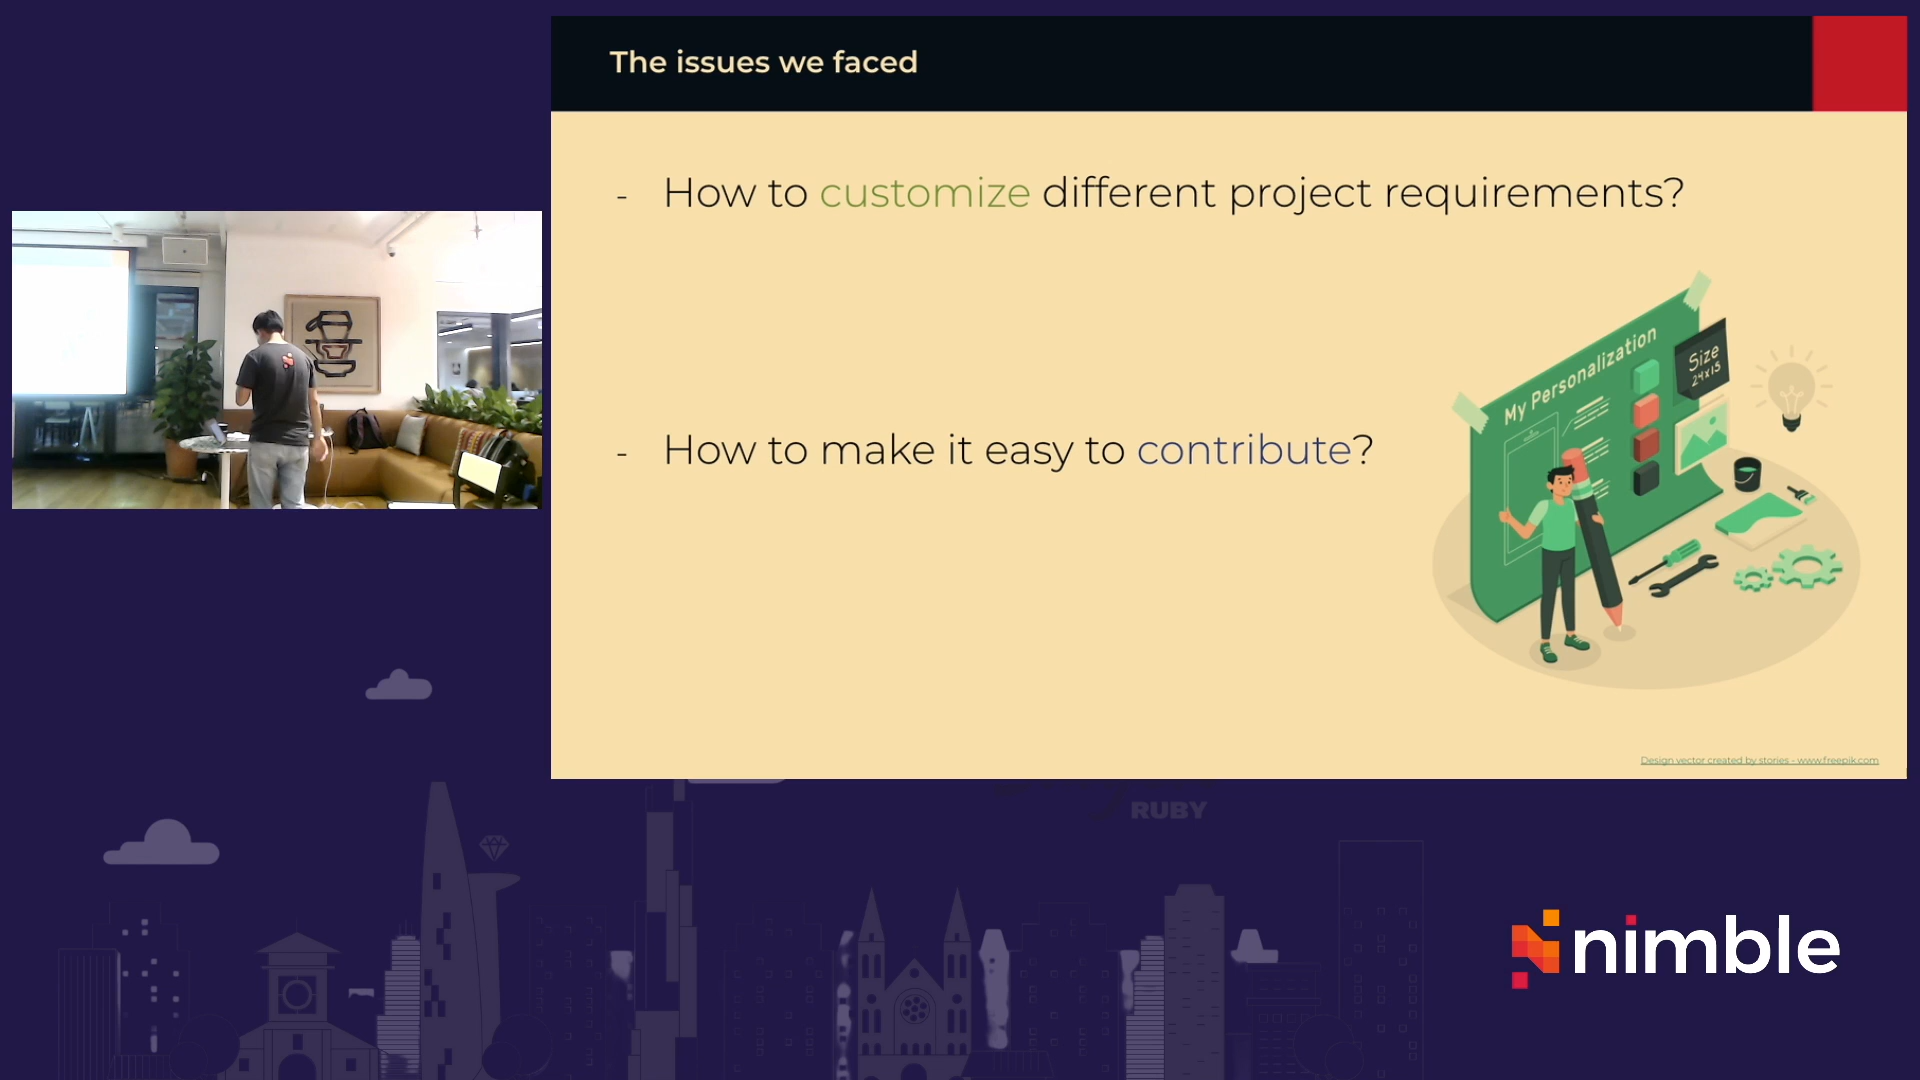 The issues we faced
- How to customize different project requirements?
My Personalization
Size
24x15
- How to make it easy to contribute?
Design vector created by stories - www.freepik.com
RUBY
nimble